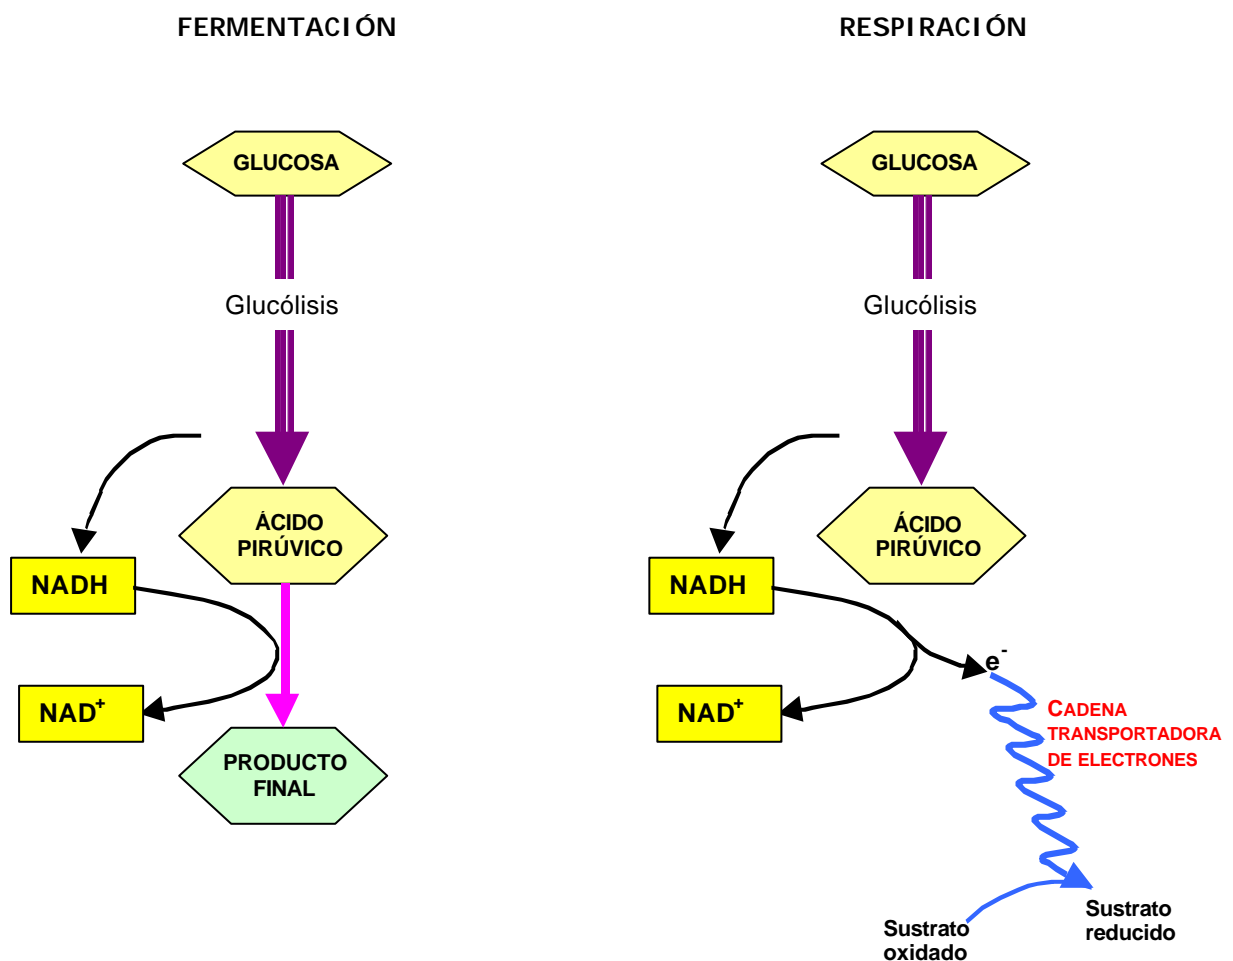 FERMENTACIÓN
GLUCOSA
Glucólisis
ÁCIDO
PIRÚVICO
NADH
NAD⁺
PRODUCTO
FINAL
RESPIRACIÓN
GLUCOSA
Glucólisis
ÁCIDO
PIRÚVICO
NADH
NAD⁺
e⁻
CADENA
TRANSPORTADORA
DE ELECTRONES
Sustrato
oxidado
Sustrato
reducido